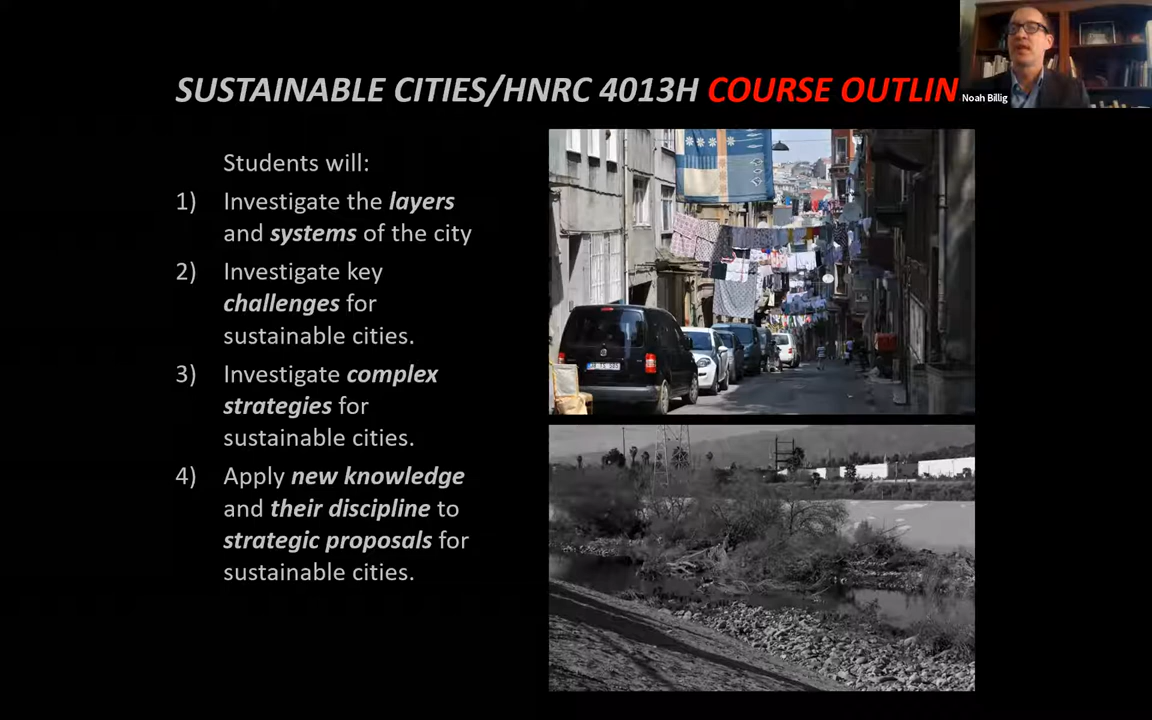 SUSTAINABLE CITIES/HNRC 4013H COURSE OUTLIN
Noah Billig
Students will:
1) Investigate the layers
and systems of the city
2) Investigate key
challenges for
sustainable cities.
3) Investigate complex
strategies for
sustainable cities.
4) Apply new knowledge
and their discipline to
strategic proposals for
sustainable cities.